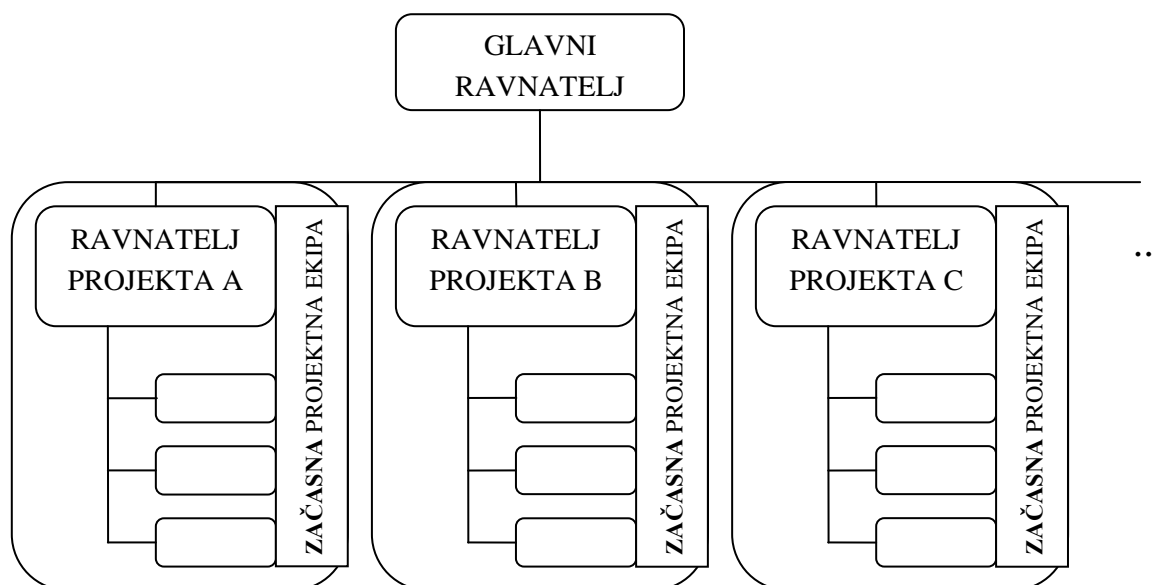 GLAVNI
RAVNATELJ
RAVNATELJ
PROJEKTA A
ZAČASNA PROJEKTNA EKIPA
RAVNATELJ
PROJEKTA B
ZAČASNA PROJEKTNA EKIPA
RAVNATELJ
PROJEKTA C
ZAČASNA PROJEKTNA EKIPA
..